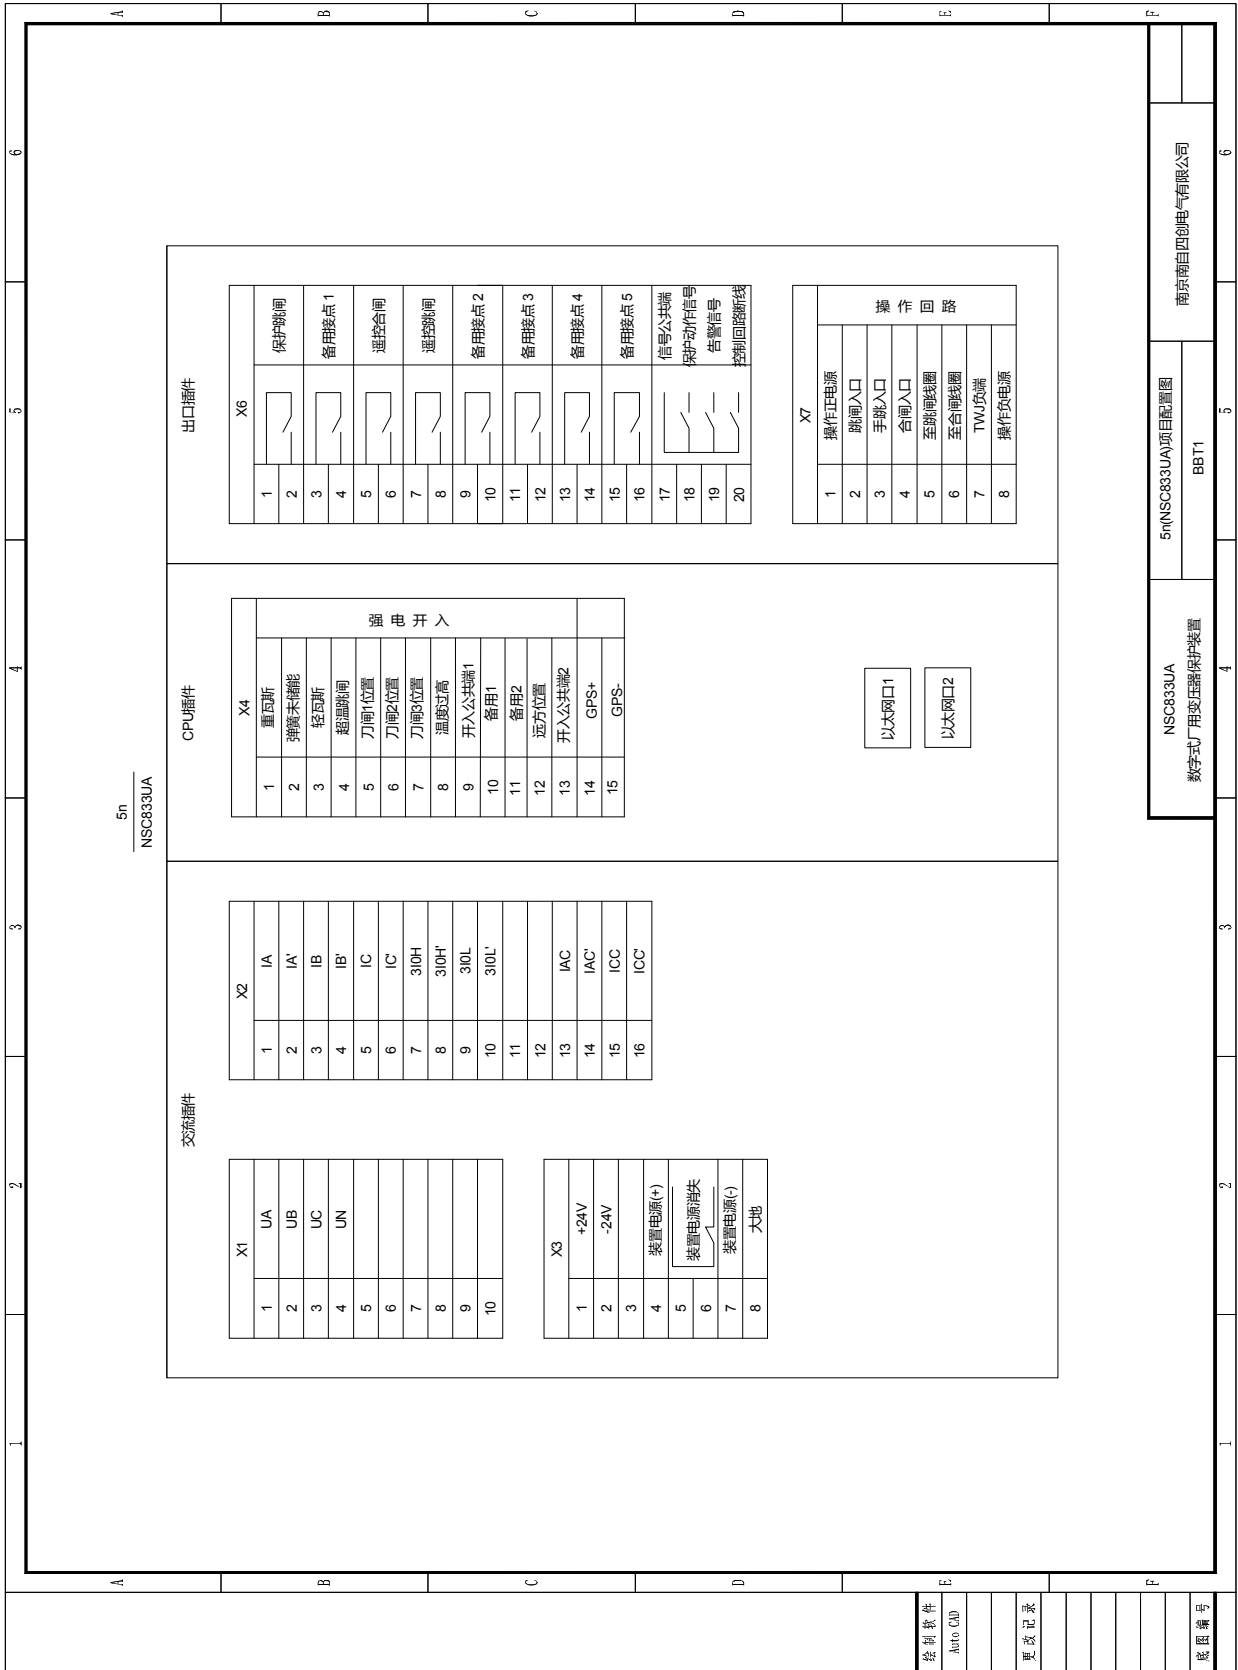 1 2 3 4 5 6
A
B
C
D
E
F
5n
NSC833UA
交流插件
CPU插件
出口插件
X1
1 UA
2 UB
3 UC
4 UN
5
6
7
8
9
10
X3
1 +24V
2 -24V
3
4 装置电源(+)
5 装置电源消失
6
7 装置电源(-)
8 大地
X2
1 IA
2 IA'
3 IB
4 IB'
5 IC
6 IC'
7 3I0H
8 3I0H'
9 3I0L
10 3I0L'
11
12
13 IAC
14 IAC'
15 ICC
16 ICC'
X4
强电开入
1 重瓦斯
2 弹簧未储能
3 轻瓦斯
4 超温跳闸
5 刀闸1位置
6 刀闸2位置
7 刀闸3位置
8 温度过高
9 开入公共端1
10 备用1
11 备用2
12 远方位置
13 开入公共端2
14 GPS+
15 GPS-
以太网口1
以太网口2
X6
1 保护跳闸
2
3 备用接点 1
4
5 遥控合闸
6
7 遥控跳闸
8
9 备用接点 2
10
11 备用接点 3
12
13 备用接点 4
14
15 备用接点 5
16
17 信号公共端
18 保护动作信号
19 告警信号
20 控制回路断线
X7
操作回路
1 操作正电源
2 跳闸入口
3 手跳入口
4 合闸入口
5 至跳闸线圈
6 至合闸线圈
7 TWJ负端
8 操作负电源
A
B
C
D
E
F
绘制软件
Auto CAD
更改记录
底图编号
NSC833UA
数字式厂用变压器保护装置
5n(NSC833UA)项目配置图
BBT1
南京南自四创电气有限公司
1 2 3 4 5 6